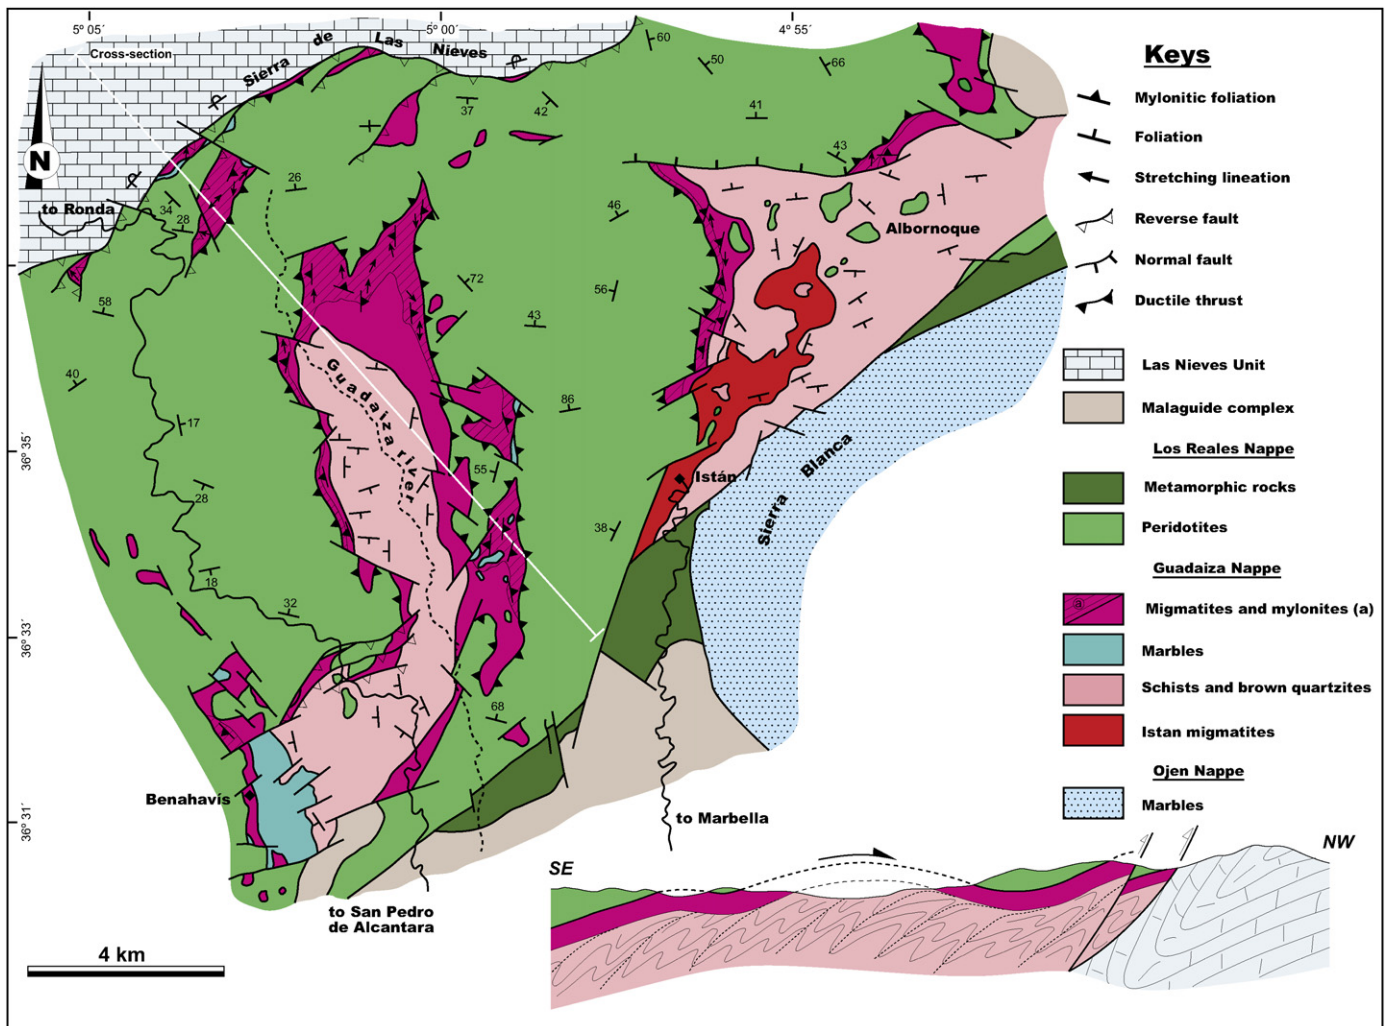 5° 05´
5° 00´
4° 55´
Cross-section
Sierra de Las Nieves
N
to Ronda
60
50
66
37
42
41
43
26
34
28
46
58
72
56
43
Albornoque
40
86
17
36° 35´
Guadaiza river
55
28
Istán
Sierra Blanca
38
18
32
36° 33´
68
Benahavís
36° 31´
to Marbella
to San Pedro
de Alcantara
4 km
Keys
Mylonitic foliation
Foliation
Stretching lineation
Reverse fault
Normal fault
Ductile thrust
Las Nieves Unit
Malaguide complex
Los Reales Nappe
Metamorphic rocks
Peridotites
Guadaiza Nappe
a
Migmatites and mylonites (a)
Marbles
Schists and brown quartzites
Istan migmatites
Ojen Nappe
Marbles
SE
NW